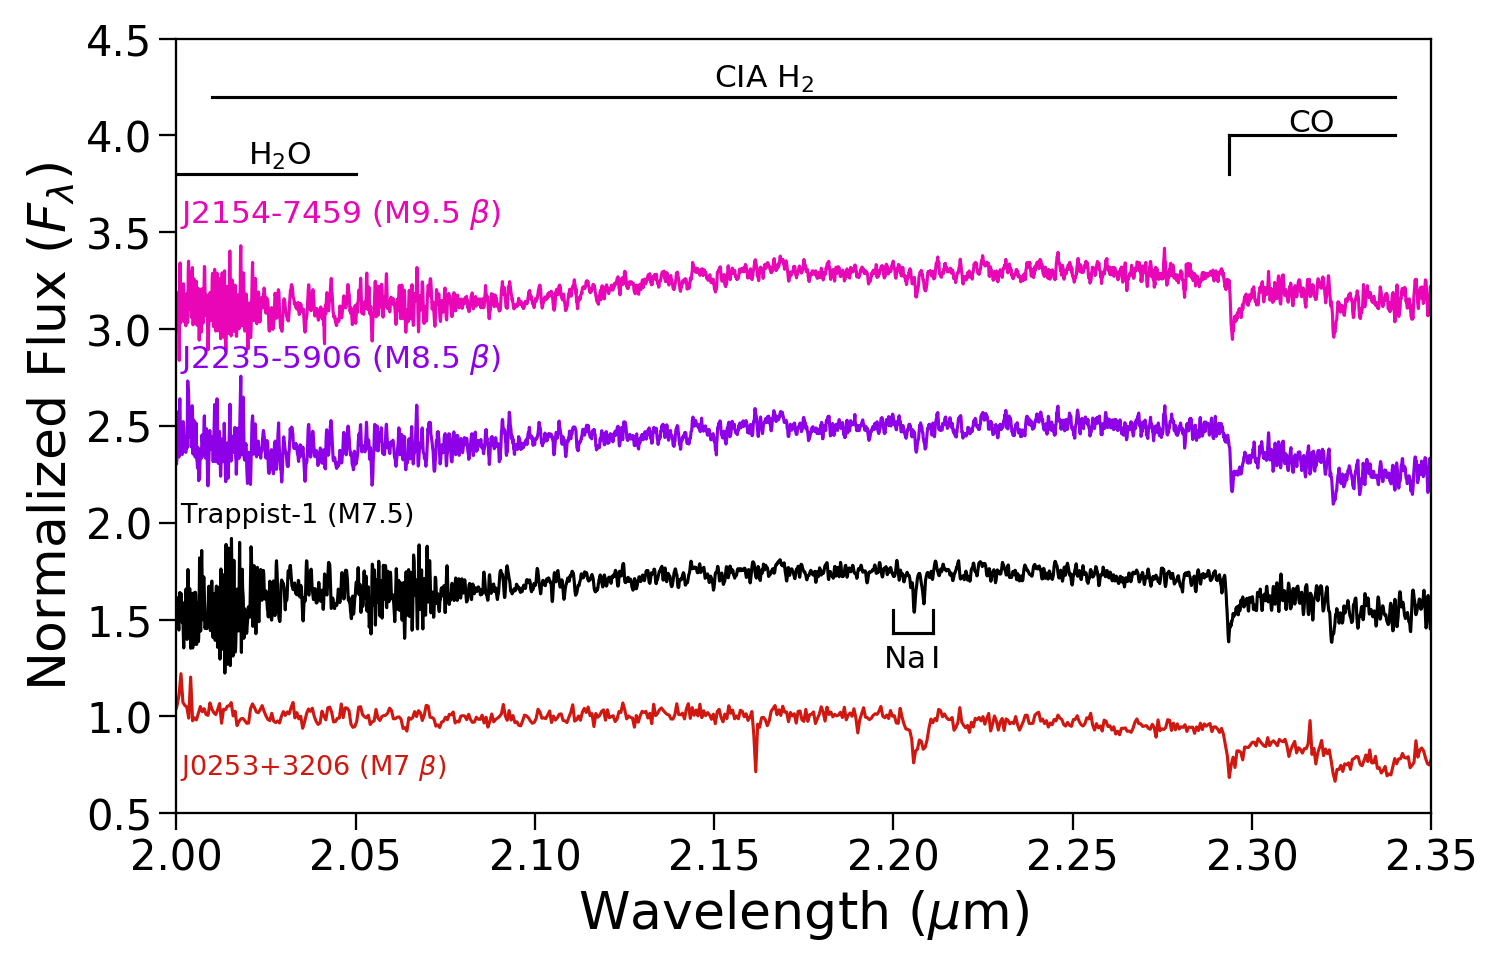 4.5
CIA H₂
4.0
CO
H₂O
J2154-7459 (M9.5 β)
3.5
3.0
J2235-5906 (M8.5 β)
2.5
2.0
Trappist-1 (M7.5)
1.5
Na I
1.0
J0253+3206 (M7 β)
0.5
2.00 2.05 2.10 2.15 2.20 2.25 2.30 2.35
Wavelength (μm)
Normalized Flux (F_λ)